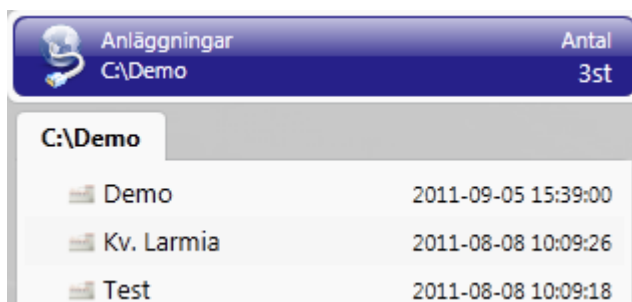 Anläggningar Antal
C:\Demo 3st
C:\Demo
Demo 2011-09-05 15:39:00
Kv. Larmia 2011-08-08 10:09:26
Test 2011-08-08 10:09:18